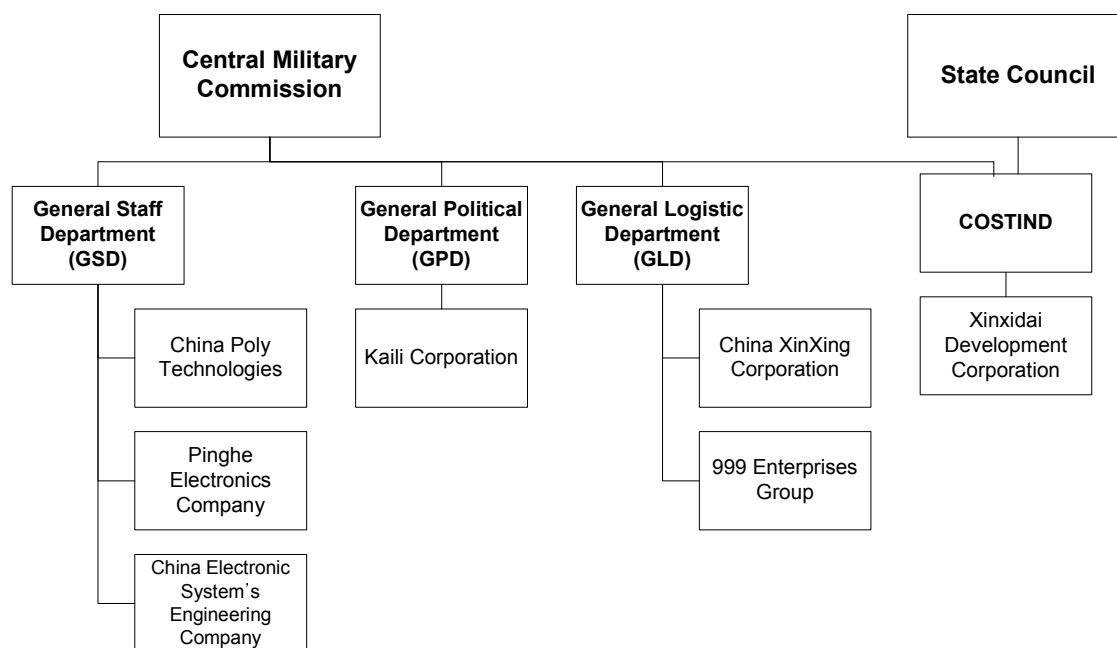 Central Military
Commission
State Council
General Staff
Department
(GSD)
General Political
Department
(GPD)
General Logistic
Department
(GLD)
COSTIND
China Poly
Technologies
Kaili Corporation
China XinXing
Corporation
Xinxidai
Development
Corporation
Pinghe
Electronics
Company
999 Enterprises
Group
China Electronic
System's
Engineering
Company